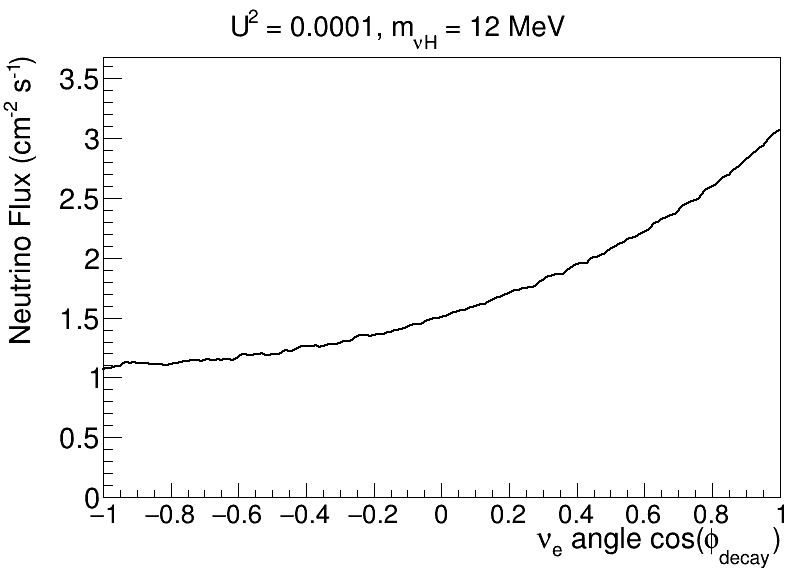 U² = 0.0001, m_νH = 12 MeV
Neutrino Flux (cm⁻² s⁻¹)
3.5
3
2.5
2
1.5
1
0.5
0
−1 −0.8 −0.6 −0.4 −0.2 0 0.2 0.4 0.6 0.8 1
ν_e angle cos(ϕ_decay)